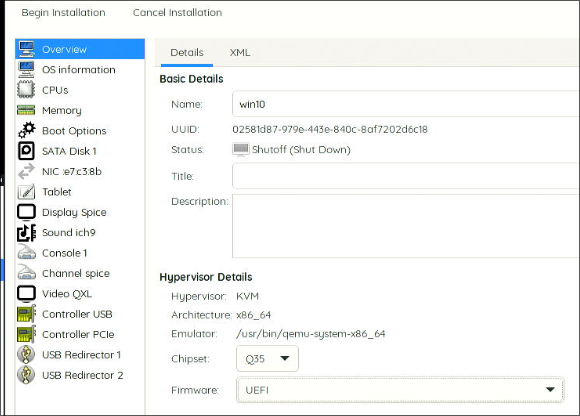 Begin Installation Cancel Installation
Overview
OS information
CPUs
Memory
Boot Options
SATA Disk 1
NIC :e7:c3:8b
Tablet
Display Spice
Sound ich9
Console 1
Channel spice
Video QXL
Controller USB
Controller PCIe
USB Redirector 1
USB Redirector 2
Details XML
Basic Details
Name: win10
UUID: 02581d87-979e-443e-840c-8af7202d6c18
Status: Shutoff (Shut Down)
Title:
Description:
Hypervisor Details
Hypervisor: KVM
Architecture: x86_64
Emulator: /usr/bin/qemu-system-x86_64
Chipset: Q35
Firmware: UEFI